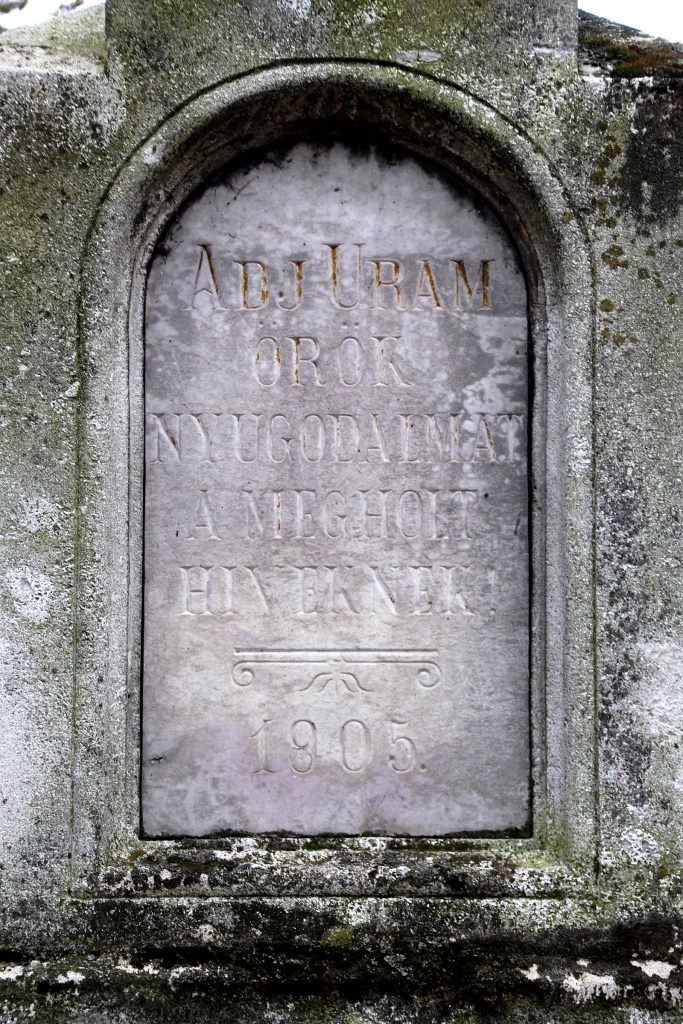 ADJ URAM
ÖRÖK
NYUGODALMAT
A MEGHOLT
HIVEKNEK!
1905.